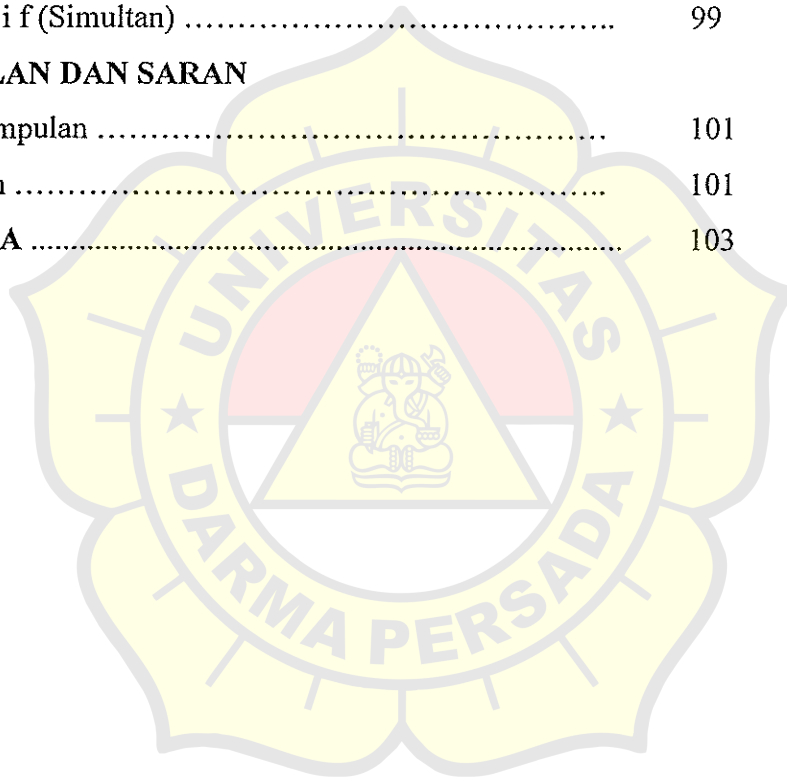 i f (Simultan) ........................................... 99
LAN DAN SARAN
mpulan ................................................... 101
n ........................................................... 101
A ........................................................... 103
UNIVERSITAS
DARMA PERSADA